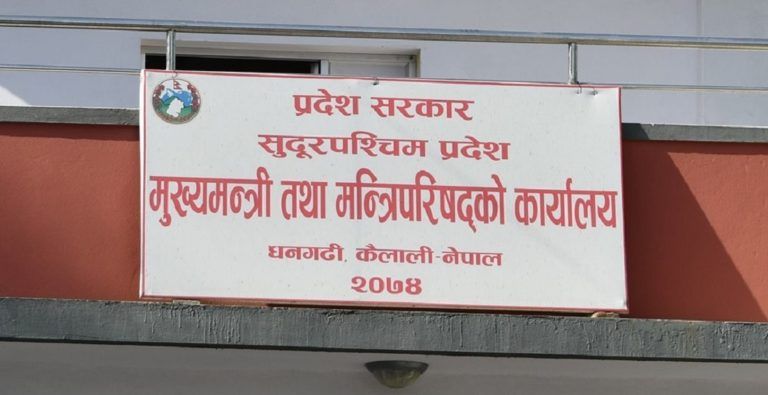 प्रदेश सरकार
सुदूरपश्चिम प्रदेश
मुख्यमन्त्री तथा मन्त्रिपरिषद्को कार्यालय
धनगढी, कैलाली-नेपाल
२०७४